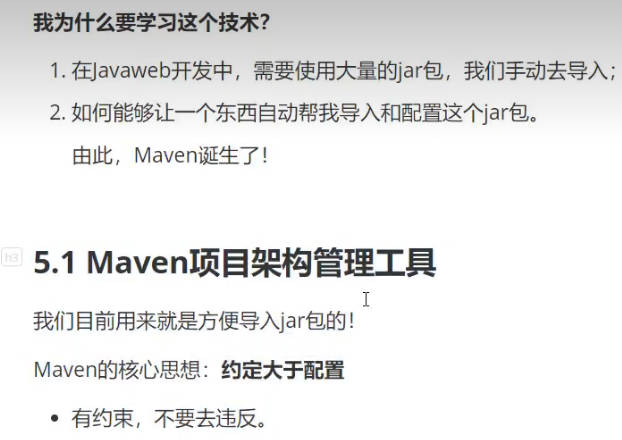 我为什么要学习这个技术?
1. 在Javaweb开发中，需要使用大量的jar包，我们手动去导入；
2. 如何能够让一个东西自动帮我导入和配置这个jar包。
由此，Maven诞生了！
h3
5.1 Maven项目架构管理工具
我们目前用来就是方便导入jar包的！
Maven的核心思想：约定大于配置
• 有约束，不要去违反。